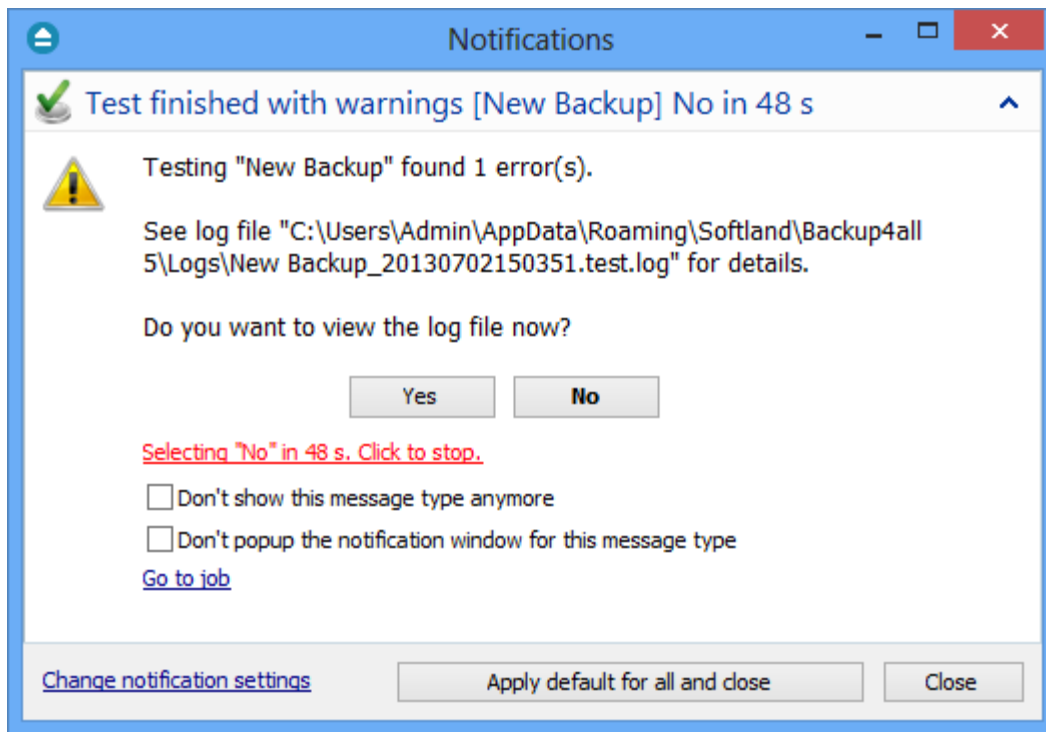 Notifications
Test finished with warnings [New Backup] No in 48 s
Testing "New Backup" found 1 error(s).
See log file "C:\Users\Admin\AppData\Roaming\Softland\Backup4all
5\Logs\New Backup_20130702150351.test.log" for details.
Do you want to view the log file now?
Yes
No
Selecting "No" in 48 s. Click to stop.
Don't show this message type anymore
Don't popup the notification window for this message type
Go to job
Change notification settings
Apply default for all and close
Close